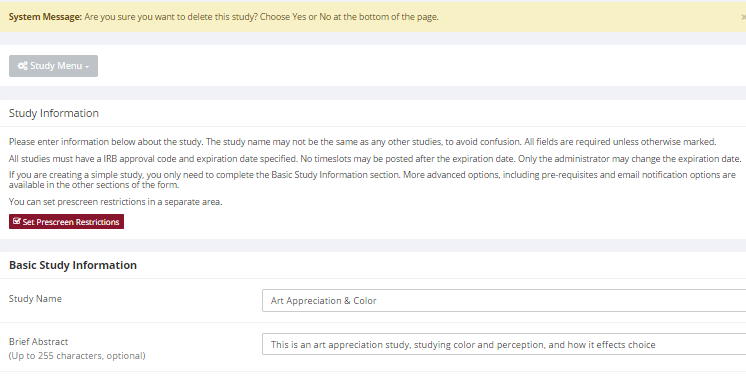 System Message: Are you sure you want to delete this study? Choose Yes or No at the bottom of the page.
Study Menu
Study Information
Please enter information below about the study. The study name may not be the same as any other studies, to avoid confusion. All fields are required unless otherwise marked.
All studies must have a IRB approval code and expiration date specified. No timeslots may be posted after the expiration date. Only the administrator may change the expiration date.
If you are creating a simple study, you only need to complete the Basic Study Information section. More advanced options, including pre-requisites and email notification options are
available in the other sections of the form.
You can set prescreen restrictions in a separate area.
Set Prescreen Restrictions
Basic Study Information
Study Name
Art Appreciation & Color
Brief Abstract
(Up to 255 characters, optional)
This is an art appreciation study, studying color and perception, and how it effects choice